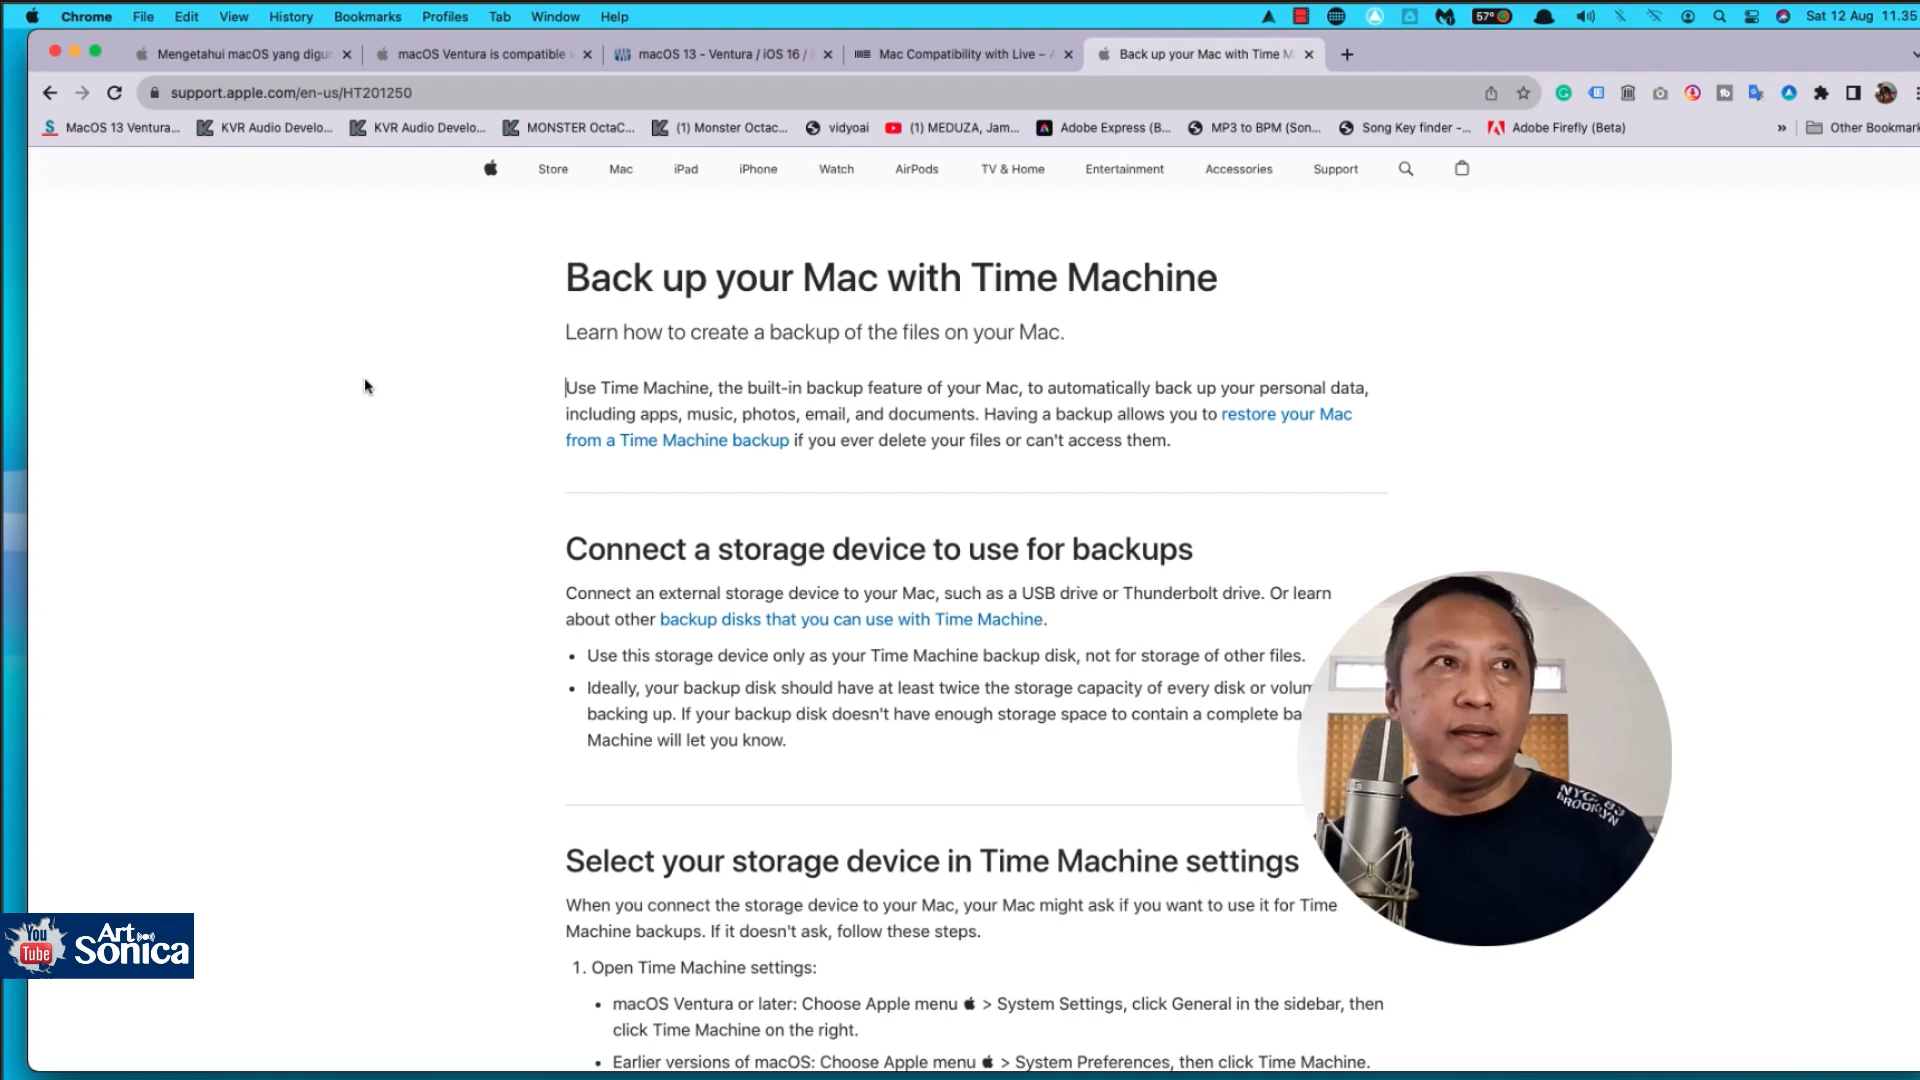 Chrome File Edit View History Bookmarks Profiles Tab Window Help 57° Sat 12 Aug 11.35
Mengetahui macOS yang digun
macOS Ventura is compatible
macOS 13 - Ventura / iOS 16 /
Mac Compatibility with Live –
Back up your Mac with Time M
support.apple.com/en-us/HT201250
MacOS 13 Ventura... KVR Audio Develo... KVR Audio Develo... MONSTER OctaC... (1) Monster Octac... vidyoai (1) MEDUZA, Jam... Adobe Express (B... MP3 to BPM (Son... Song Key finder -... Adobe Firefly (Beta) » Other Bookmark
Store Mac iPad iPhone Watch AirPods TV & Home Entertainment Accessories Support
Back up your Mac with Time Machine
Learn how to create a backup of the files on your Mac.
Use Time Machine, the built-in backup feature of your Mac, to automatically back up your personal data,
including apps, music, photos, email, and documents. Having a backup allows you to restore your Mac
from a Time Machine backup if you ever delete your files or can't access them.
Connect a storage device to use for backups
Connect an external storage device to your Mac, such as a USB drive or Thunderbolt drive. Or learn
about other backup disks that you can use with Time Machine.
• Use this storage device only as your Time Machine backup disk, not for storage of other files.
• Ideally, your backup disk should have at least twice the storage capacity of every disk or volum
backing up. If your backup disk doesn't have enough storage space to contain a complete ba
Machine will let you know.
NYC. 83
BROOKLYN
Select your storage device in Time Machine settings
When you connect the storage device to your Mac, your Mac might ask if you want to use it for Time
Machine backups. If it doesn't ask, follow these steps.
You Tube Art Sonica
1. Open Time Machine settings:
• macOS Ventura or later: Choose Apple menu  > System Settings, click General in the sidebar, then
click Time Machine on the right.
• Earlier versions of macOS: Choose Apple menu  > System Preferences, then click Time Machine.